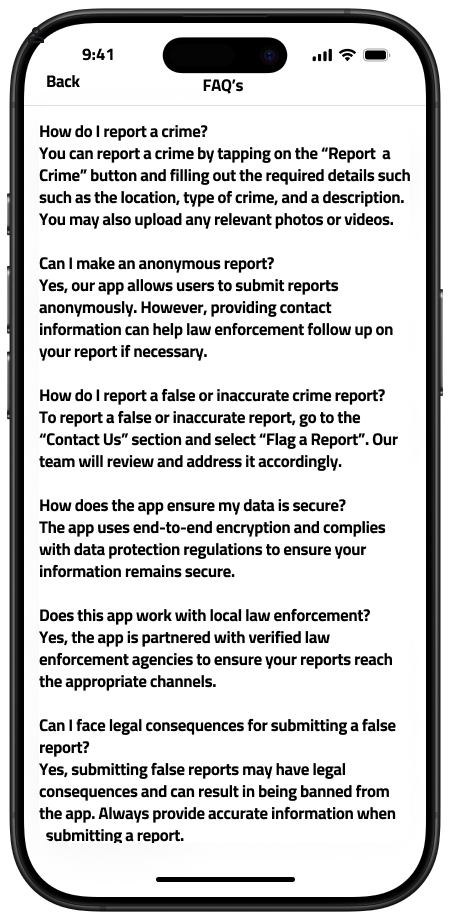 9:41
Back
FAQ's
How do I report a crime?
You can report a crime by tapping on the “Report  a
Crime” button and filling out the required details such
such as the location, type of crime, and a description.
You may also upload any relevant photos or videos.
Can I make an anonymous report?
Yes, our app allows users to submit reports
anonymously. However, providing contact
information can help law enforcement follow up on
your report if necessary.
How do I report a false or inaccurate crime report?
To report a false or inaccurate report, go to the
“Contact Us” section and select “Flag a Report”. Our
team will review and address it accordingly.
How does the app ensure my data is secure?
The app uses end-to-end encryption and complies
with data protection regulations to ensure your
information remains secure.
Does this app work with local law enforcement?
Yes, the app is partnered with verified law
enforcement agencies to ensure your reports reach
the appropriate channels.
Can I face legal consequences for submitting a false
report?
Yes, submitting false reports may have legal
consequences and can result in being banned from
the app. Always provide accurate information when
submitting a report.